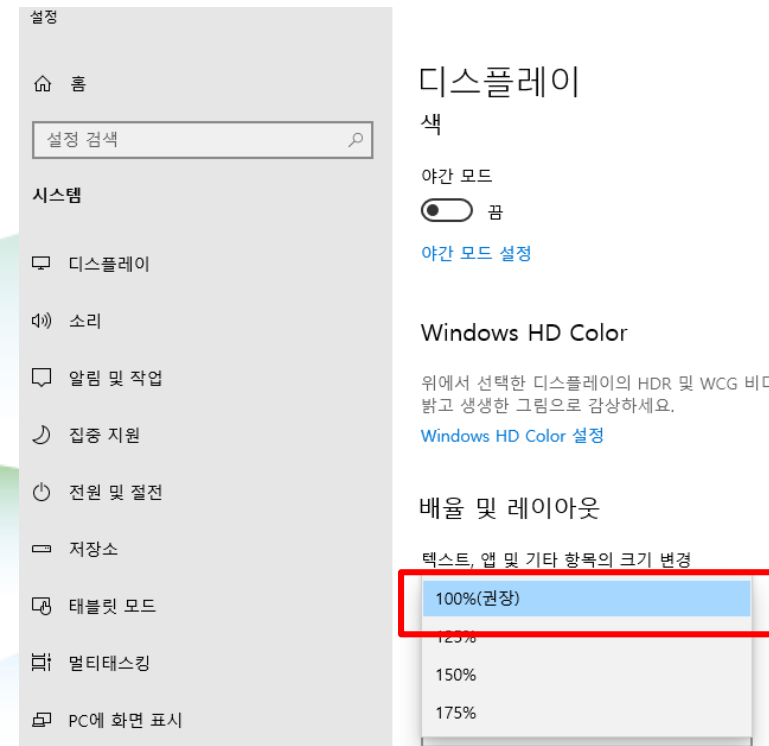 설정
홈
설정 검색
시스템
디스플레이
소리
알림 및 작업
집중 지원
전원 및 절전
저장소
태블릿 모드
멀티태스킹
PC에 화면 표시
디스플레이
색
야간 모드
끔
야간 모드 설정
Windows HD Color
위에서 선택한 디스플레이의 HDR 및 WCG
밝고 생생한 그림으로 감상하세요.
Windows HD Color 설정
배율 및 레이아웃
텍스트, 앱 및 기타 항목의 크기 변경
100%(권장)
125%
150%
175%